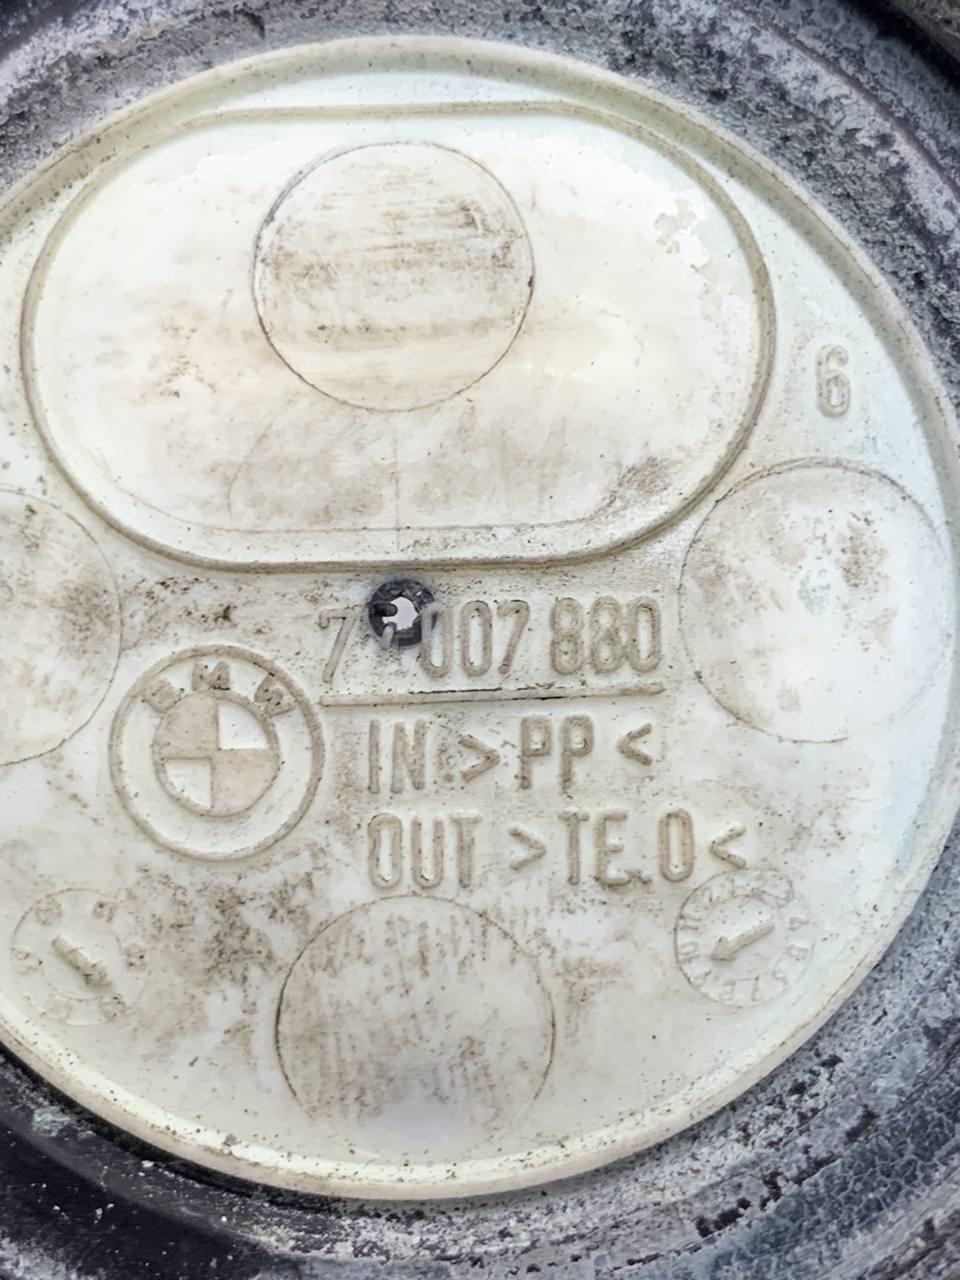 6
7 007 880
BMW
IN >PP<
OUT >TE.O<